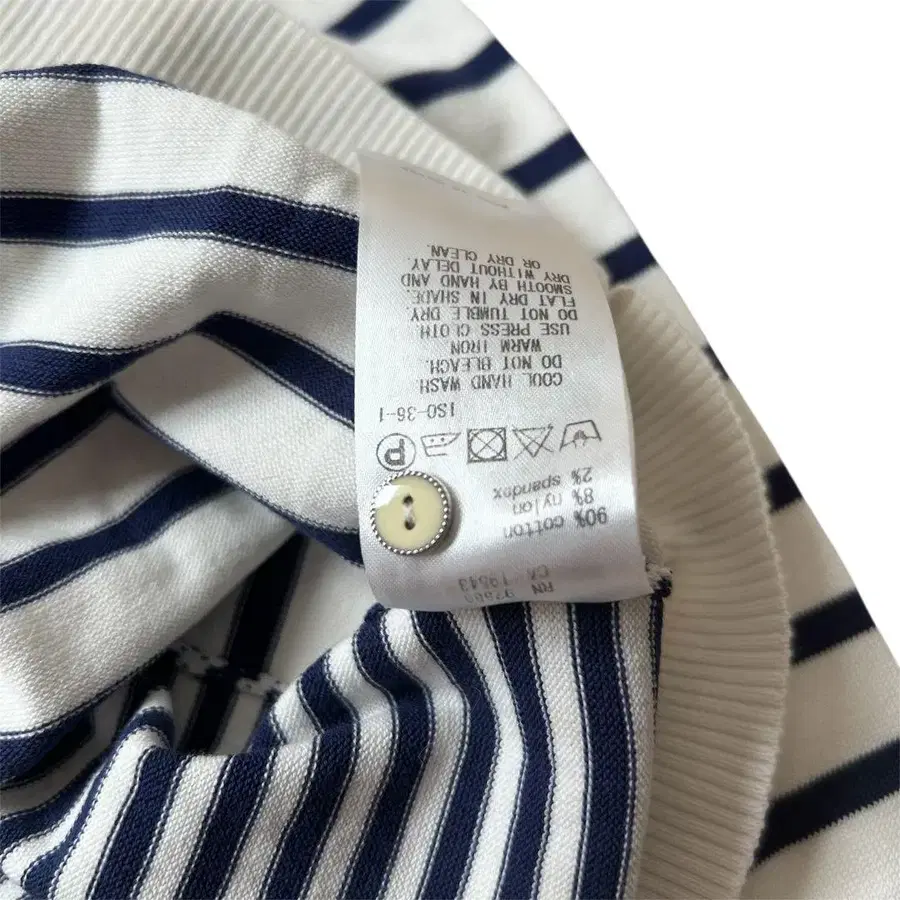 RN
CA 19843
90% cotton
8% nylon
2% spandex
P
ISO-36-1
COOL HAND WASH
DO NOT BLEACH.
WARM IRON
USE PRESS CLOTH.
DO NOT TUMBLE DRY.
FLAT DRY IN SHADE.
SMOOTH BY HAND AND
DRY WITHOUT DELAY.
OR DRY CLEAN.